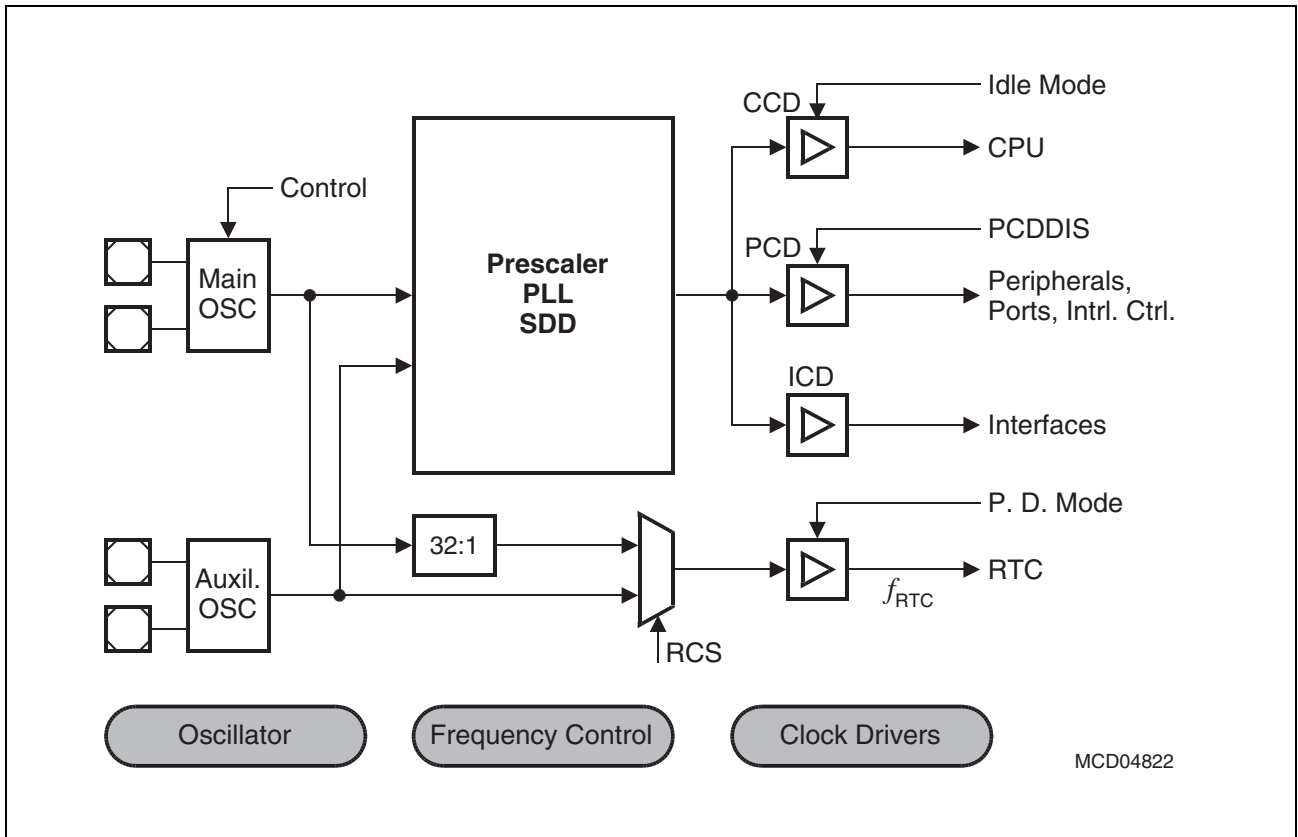 Idle Mode
CCD
CPU
Control
PCDDIS
PCD
Main
OSC
Prescaler
PLL
SDD
Peripherals,
Ports, Intrl. Ctrl.
ICD
Interfaces
P. D. Mode
32:1
Auxil.
OSC
RTC
fRTC
RCS
Oscillator
Frequency Control
Clock Drivers
MCD04822